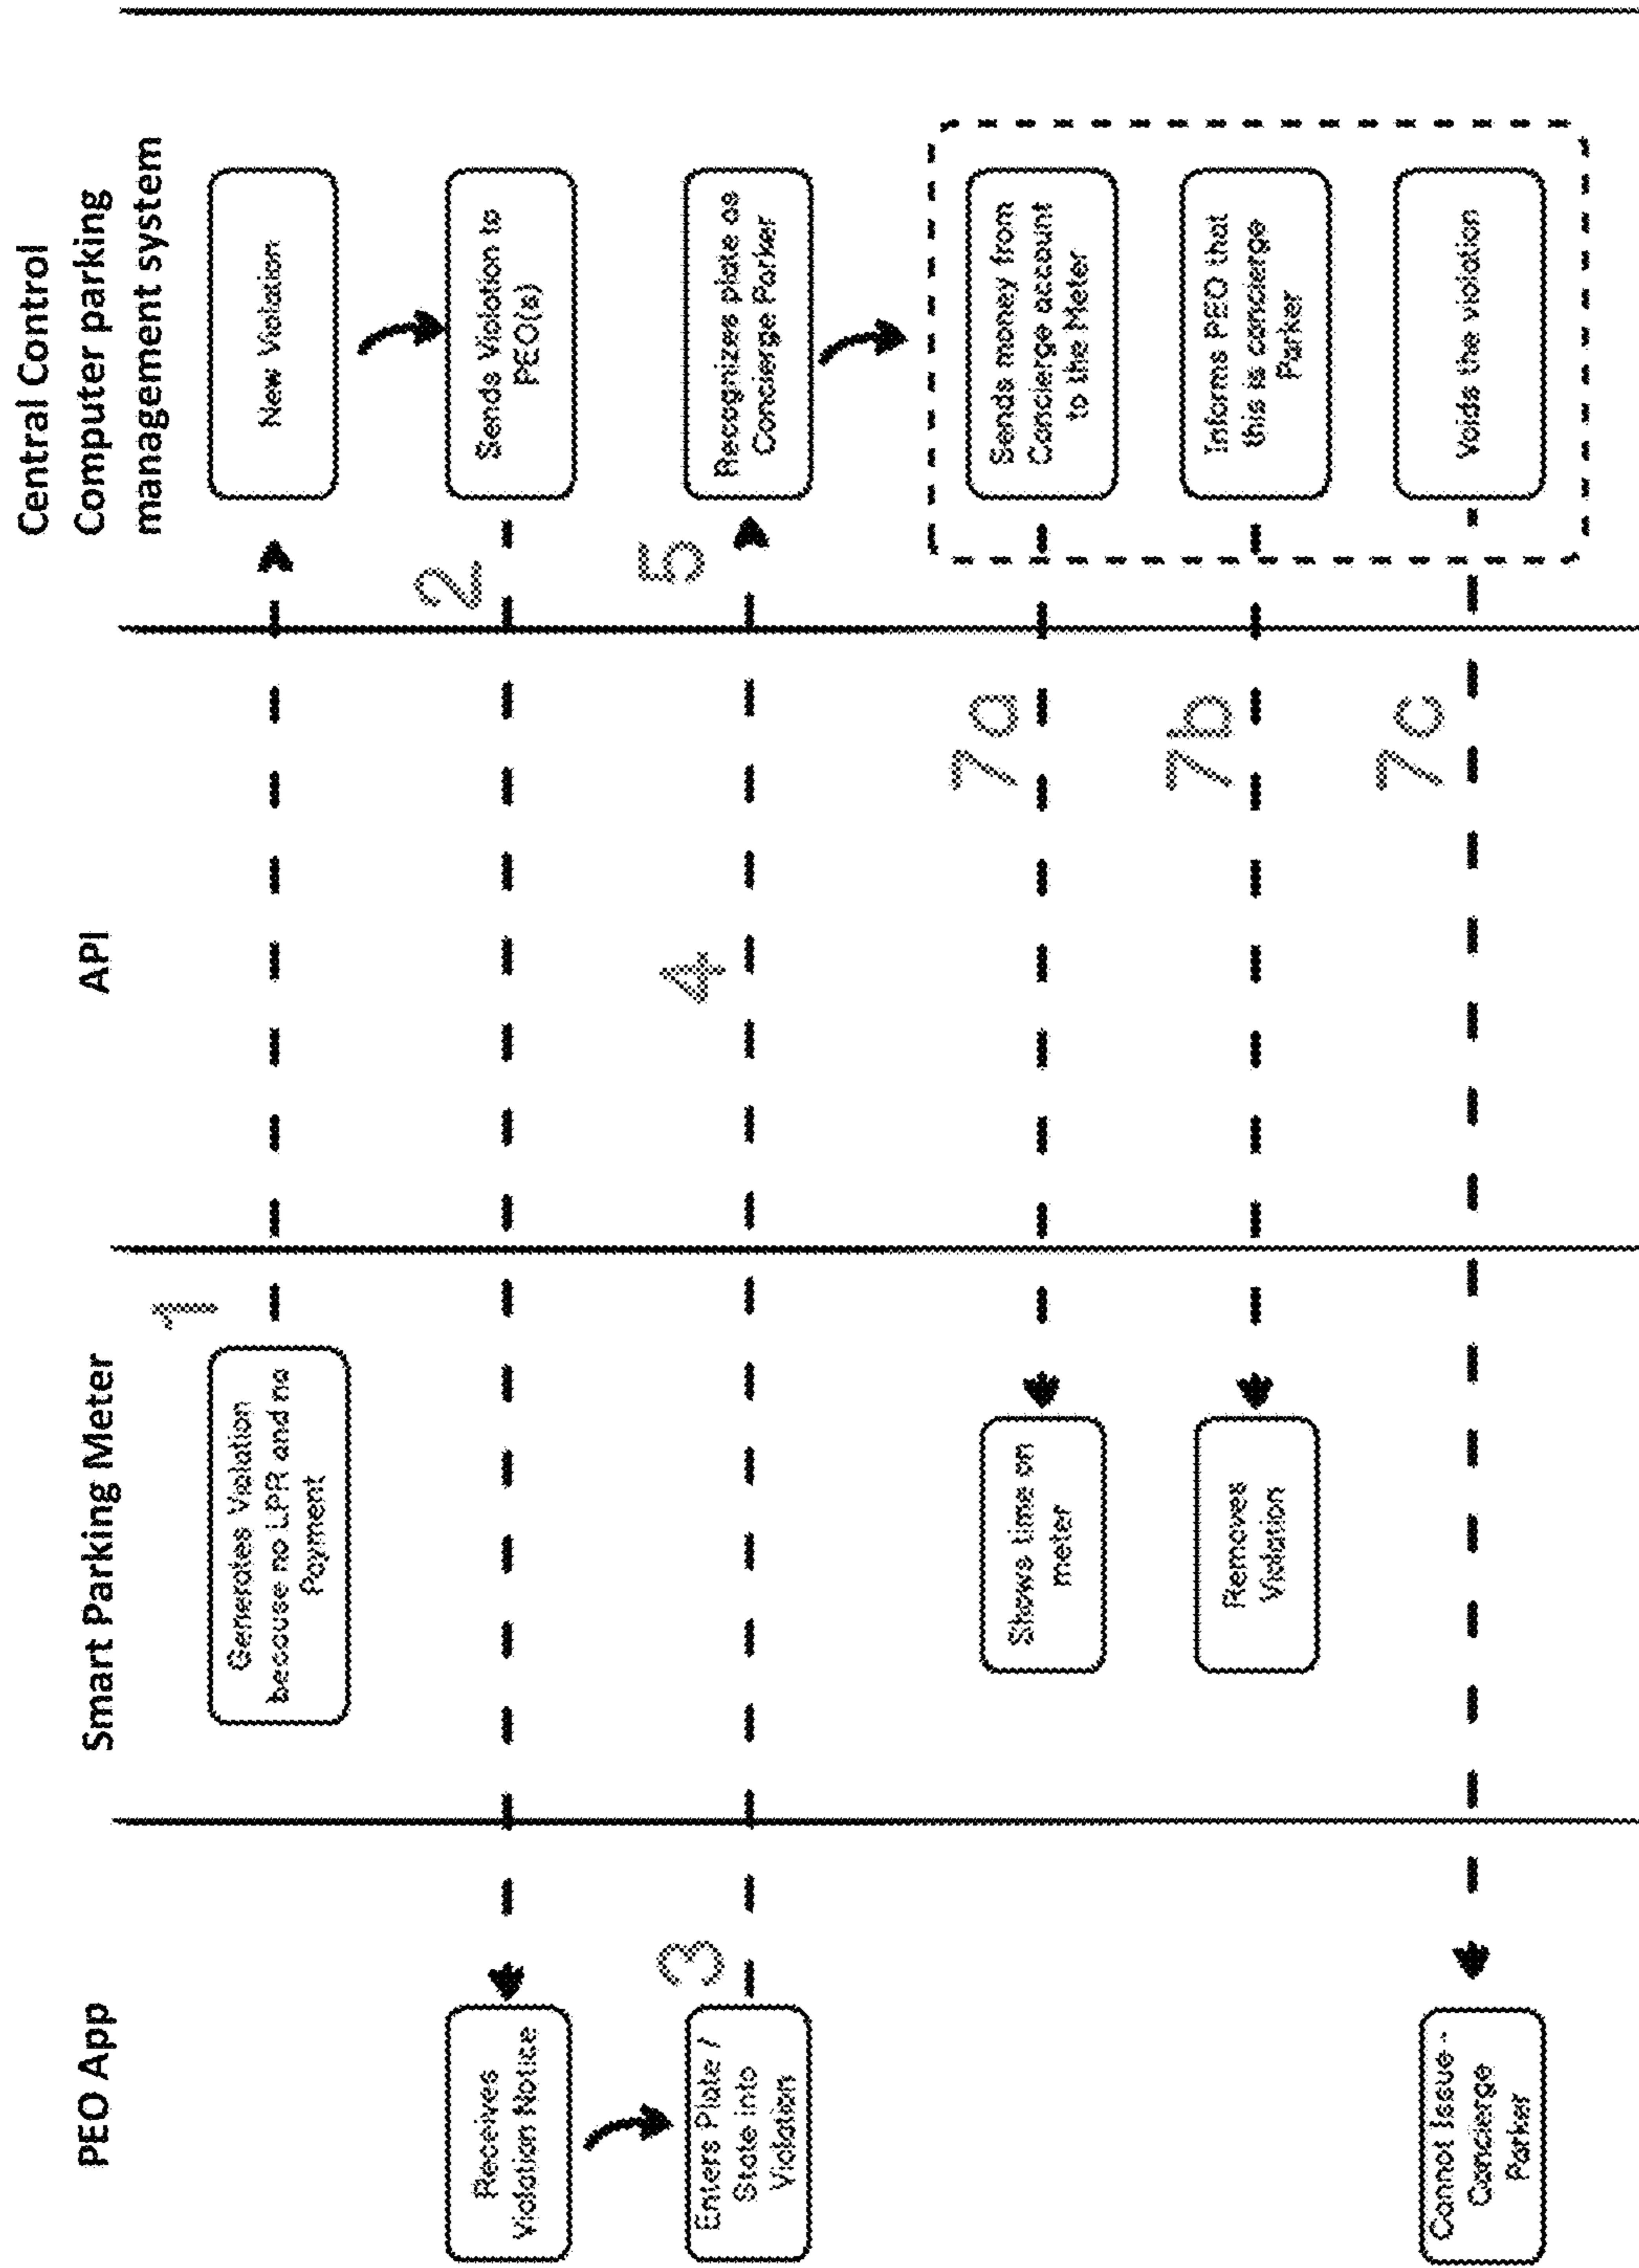 PEO App
Smart Parking Meter
API
Central Control
Computer parking
management system
Generates Violation
because no LPR and no
Payment
1
New Violation
Receives
Violation Notice
2
Sends Violation to
PEO(s)
Enters Plate /
State into
Violation
3
4
5
Recognizes plate as
Concierge Parker
Shows time on
meter
7a
Sends money from
Concierge account
to the Meter
Removes
Violation
7b
Informs PEO that
this is concierge
Parker
Cannot Issue--
Concierge
Parker
7c
Voids the violation